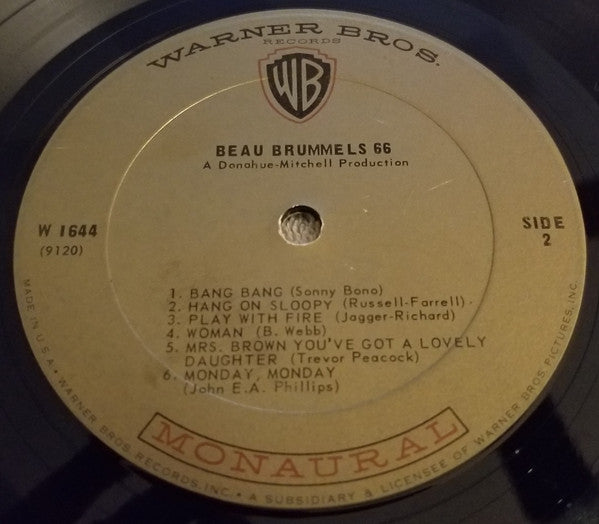 WARNER BROS.
RECORDS
WB
BEAU BRUMMELS 66
A Donahue-Mitchell Production
W 1644
(9120)
SIDE
2
1. BANG BANG (Sonny Bono)
2. HANG ON SLOOPY (Russell-Farrell)
3. PLAY WITH FIRE (Jagger-Richard)
4. WOMAN (B. Webb)
5. MRS. BROWN YOU'VE GOT A LOVELY
DAUGHTER (Trevor Peacock)
6. MONDAY, MONDAY
(John E.A. Phillips)
MONAURAL
MADE IN U.S.A. • WARNER BROS. RECORDS, INC. • A SUBSIDIARY & LICENSEE OF WARNER BROS. PICTURES, INC.